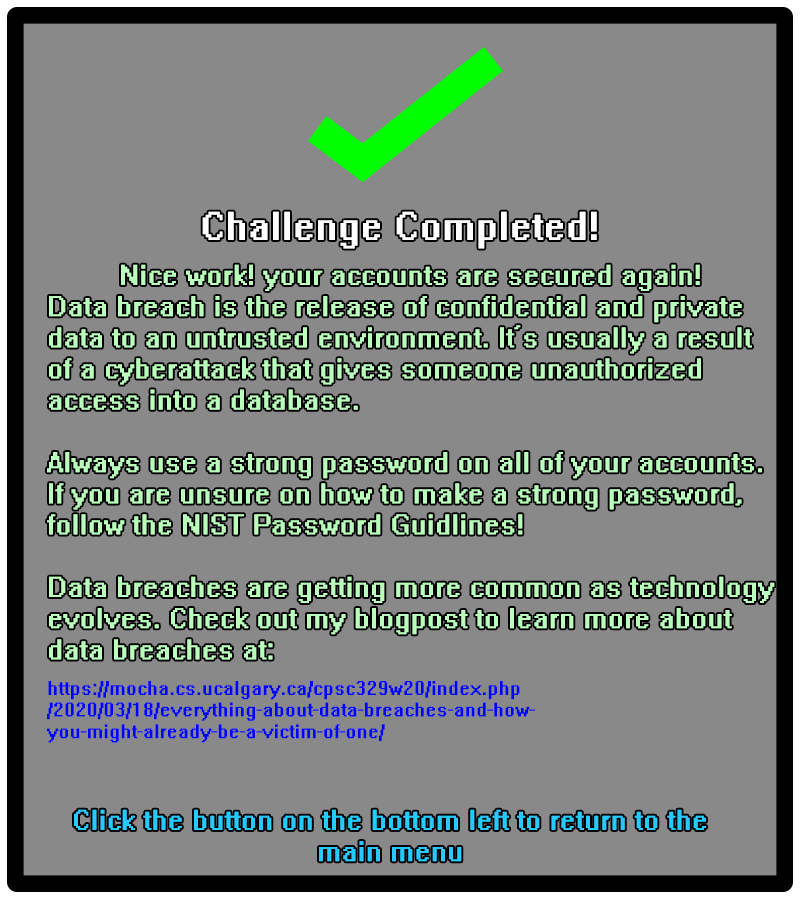 Challenge Completed!
Nice work! your accounts are secured again!
Data breach is the release of confidential and private
data to an untrusted environment. It´s usually a result
of a cyberattack that gives someone unauthorized
access into a database.
Always use a strong password on all of your accounts.
If you are unsure on how to make a strong password,
follow the NIST Password Guidlines!
Data breaches are getting more common as technology
evolves. Check out my blogpost to learn more about
data breaches at:
https://mocha.cs.ucalgary.ca/cpsc329w20/index.php
/2020/03/18/everything-about-data-breaches-and-how-
you-might-already-be-a-victim-of-one/
Click the button on the bottom left to return to the
main menu